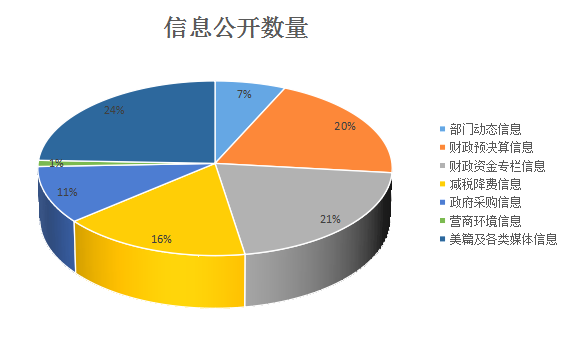 信息公开数量
7%
20%
21%
16%
11%
1%
24%
部门动态信息
财政预决算信息
财政资金专栏信息
减税降费信息
政府采购信息
营商环境信息
美篇及各类媒体信息